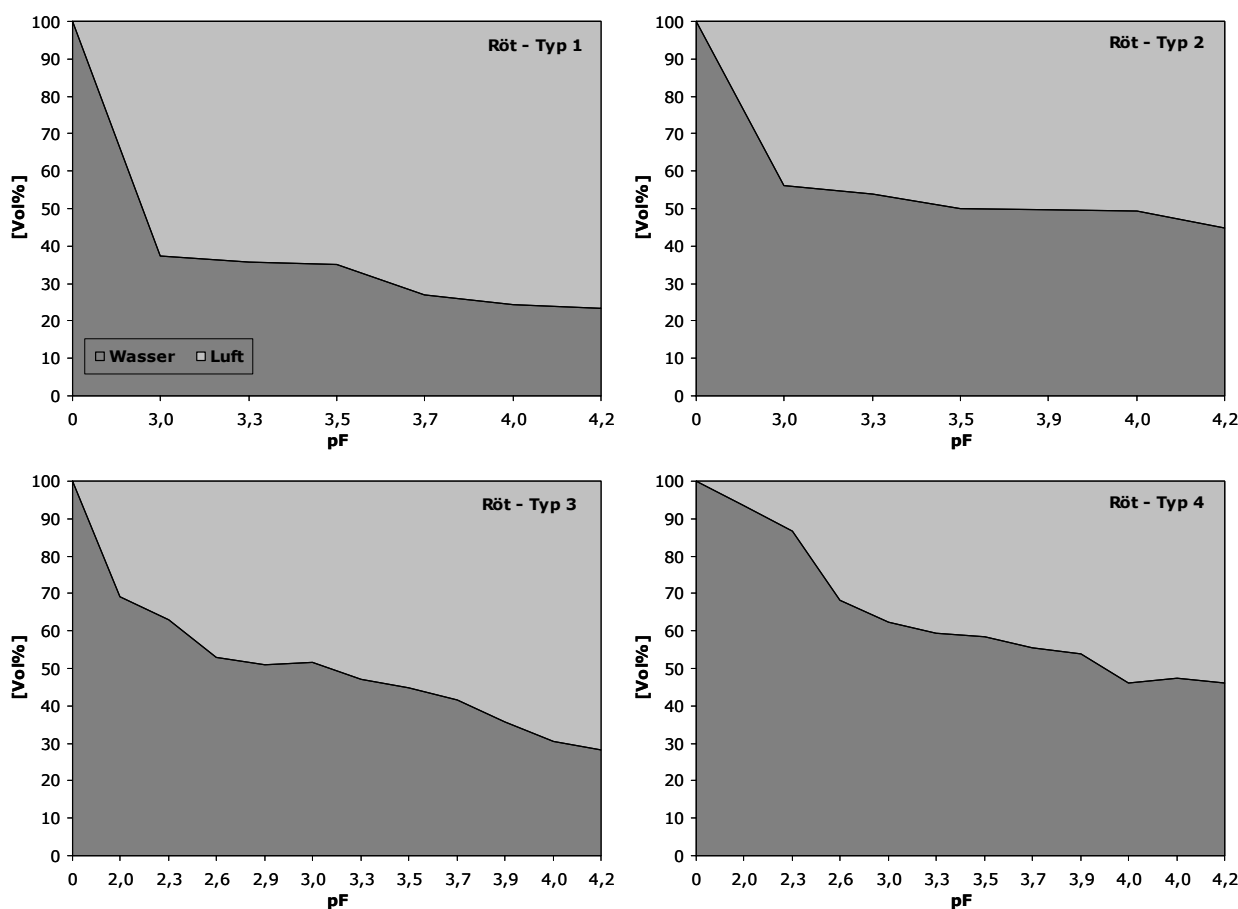 Röt - Typ 1
[Vol%]
100
90
80
70
60
50
40
30
20
10
0
Wasser Luft
0 3,0 3,3 3,5 3,7 4,0 4,2
pF
Röt - Typ 2
[Vol%]
100
90
80
70
60
50
40
30
20
10
0
0 3,0 3,3 3,5 3,9 4,0 4,2
pF
Röt - Typ 3
[Vol%]
100
90
80
70
60
50
40
30
20
10
0
0 2,0 2,3 2,6 2,9 3,0 3,3 3,5 3,7 3,9 4,0 4,2
pF
Röt - Typ 4
[Vol%]
100
90
80
70
60
50
40
30
20
10
0
0 2,0 2,3 2,6 3,0 3,3 3,5 3,7 3,9 4,0 4,0 4,2
pF